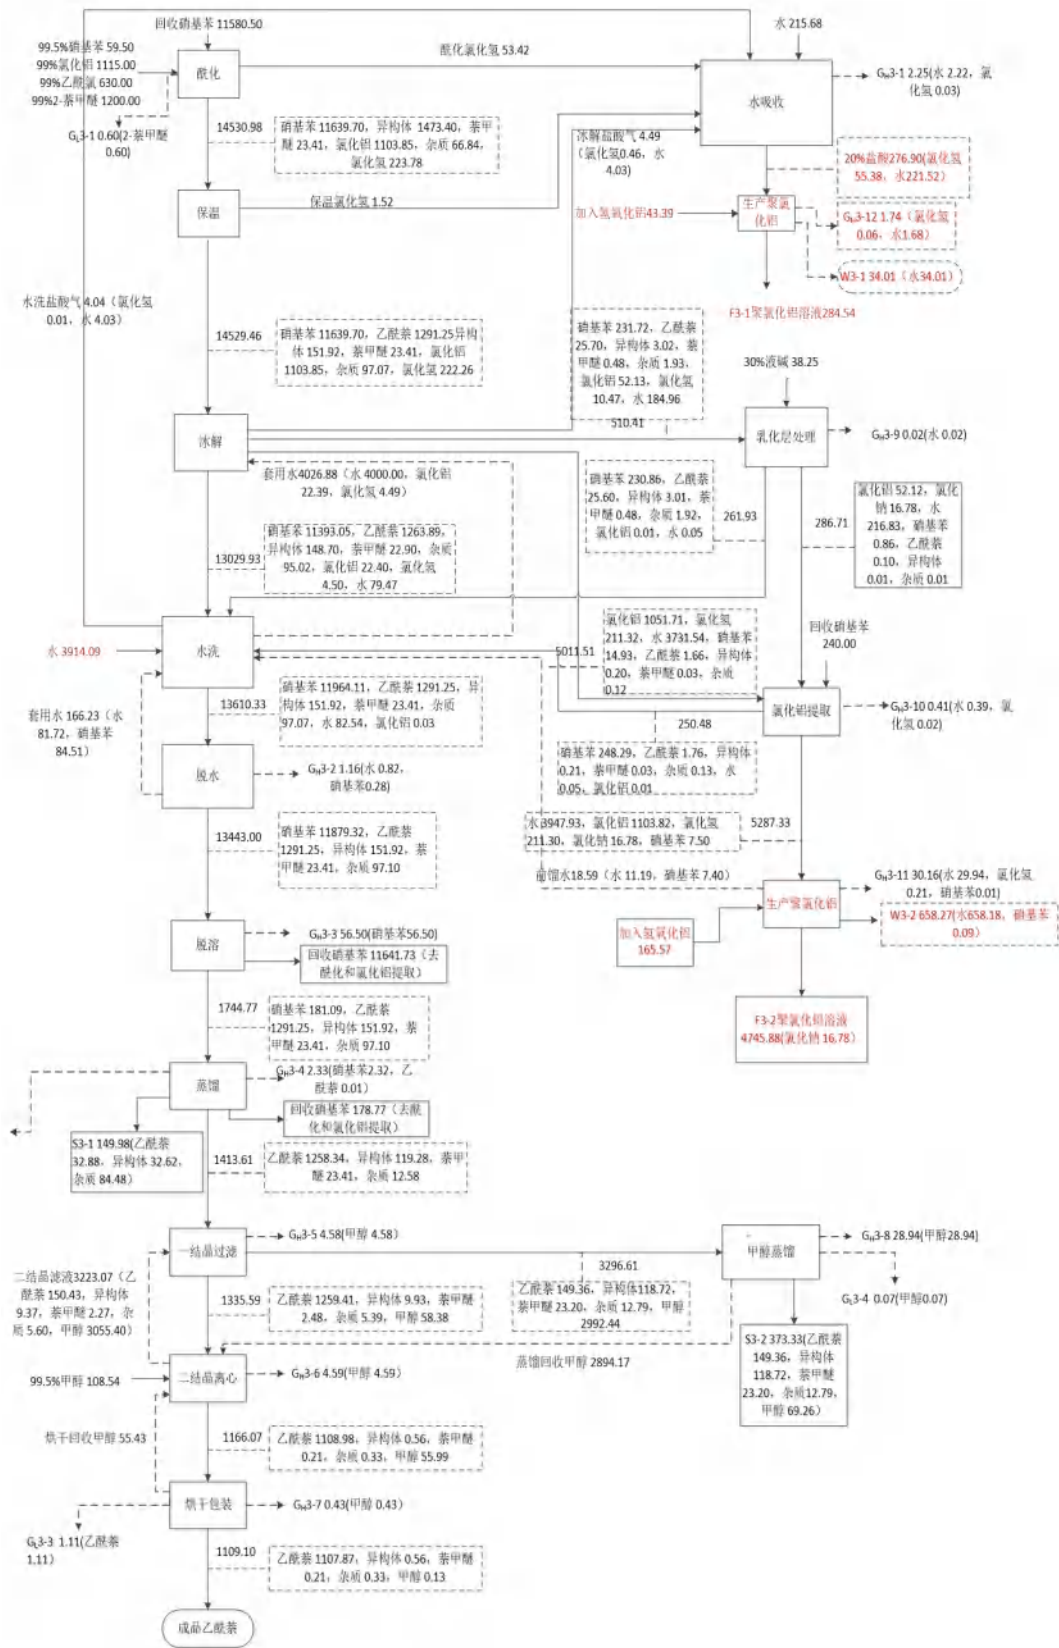 回收硝基苯 11580.50
99.5%硝基苯 59.50
99%氯化铝 1115.00
99%乙酰氯 630.00
99%2-萘甲醚 1200.00
酰化
酰化氯化氢 53.42
水 215.68
水吸收
G_H3-1 2.25(水 2.22，氯
化氢 0.03)
G_L3-1 0.60(2-萘甲醚
0.60)
14530.98
硝基苯 11639.70，异构体 1473.40，萘甲
醚 23.41，氯化铝 1103.85，杂质 66.84，
氯化氢 223.78
冰解盐酸气 4.49
（氯化氢0.46，水
4.03）
20%盐酸276.90(氯化氢
55.38，水221.52)
保温
保温氯化氢 1.52
加入氢氧化铝43.39
生产聚氯
化铝
G_L3-12 1.74（氯化氢
0.06，水1.68）
W3-1 34.01（水34.01）
F3-1聚氯化铝溶液284.54
水洗盐酸气 4.04（氯化氢
0.01，水 4.03）
14529.46
硝基苯 11639.70，乙酰萘 1291.25异构
体 151.92，萘甲醚 23.41，氯化铝
1103.85，杂质 97.07，氯化氢 222.26
硝基苯 231.72，乙酰萘
25.70，异构体 3.02，萘
甲醚 0.48，杂质 1.93，
氯化铝 52.13，氯化氢
10.47，水 184.96
510.41
30%液碱 38.25
冰解
乳化层处理
G_H3-9 0.02(水 0.02)
套用水4026.88（水 4000.00，氯化铝
22.39，氯化氢 4.49）
硝基苯 230.86，乙酰萘
25.60，异构体 3.01，萘
甲醚 0.48，杂质 1.92，
氯化铝 0.01，水 0.05
261.93
286.71
氯化铝 52.12，氯化
钠 16.78，水
216.83，硝基苯
0.86，乙酰萘
0.10，异构体
0.01，杂质 0.01
13029.93
硝基苯 11393.05，乙酰萘 1263.89，
异构体 148.70，萘甲醚 22.90，杂质
95.02，氯化铝 22.40，氯化氢
4.50，水 79.47
水 3914.09
水洗
5011.51
氯化铝 1051.71，氯化氢
211.32，水 3731.54，硝基苯
14.93，乙酰萘 1.66，异构体
0.20，萘甲醚 0.03，杂质
0.12
回收硝基苯
240.00
套用水 166.23（水
81.72，硝基苯
84.51）
13610.33
硝基苯 11964.11，乙酰萘 1291.25，异
构体 151.92，萘甲醚 23.41，杂质
97.07，水 82.54，氯化铝 0.03
250.48
氯化铝提取
G_H3-10 0.41(水 0.39，氯
化氢 0.02)
脱水
G_H3-2 1.16(水 0.82，
硝基苯0.28)
硝基苯 248.29，乙酰萘 1.76，异构体
0.21，萘甲醚 0.03，杂质 0.13，水
0.05，氯化铝 0.01
13443.00
硝基苯 11879.32，乙酰萘
1291.25，异构体 151.92，萘
甲醚 23.41，杂质 97.10
水 3947.93，氯化铝 1103.82，氯化氢
211.30，氯化钠 16.78，硝基苯 7.50
5287.33
前馏水18.59（水 11.19，硝基苯 7.40）
生产聚氯化铝
G_H3-11 30.16(水 29.94，氯化氢
0.21，硝基苯0.01)
W3-2 658.27(水658.18，硝基苯
0.09）
加入氢氧化铝
165.57
脱溶
G_H3-3 56.50(硝基苯56.50)
回收硝基苯 11641.73（去
酰化和氯化铝提取）
1744.77
硝基苯 181.09，乙酰萘
1291.25，异构体 151.92，萘
甲醚 23.41，杂质 97.10
F3-2聚氯化铝溶液
4745.88(氯化钠 16.78）
蒸馏
G_H3-4 2.33(硝基苯2.32，乙
酰萘 0.01）
回收硝基苯 178.77（去酰
化和氯化铝提取）
S3-1 149.98(乙酰萘
32.88，异构体 32.62，
杂质 84.48）
1413.61
乙酰萘 1258.34，异构体 119.28，萘甲
醚 23.41，杂质 12.58
一结晶过滤
G_H3-5 4.58(甲醇 4.58）
3296.61
甲醇蒸馏
G_H3-8 28.94(甲醇28.94)
G_L3-4 0.07(甲醇0.07)
二结晶滤液3223.07（乙
酰萘 150.43，异构体
9.37，萘甲醚 2.27，杂
质 5.60，甲醇 3055.40）
1335.59
乙酰萘 1259.41，异构体 9.93，萘甲醚
2.48，杂质 5.39，甲醇 58.38
乙酰萘 149.36，异构体118.72，
萘甲醚 23.20，杂质 12.79，甲醇
2992.44
蒸馏回收甲醇 2894.17
S3-2 373.33(乙酰萘
149.36，异构体
118.72，萘甲醚
23.20，杂质12.79，
甲醇 69.26）
99.5%甲醇 108.54
二结晶离心
G_H3-6 4.59(甲醇 4.59）
烘干回收甲醇 55.43
1166.07
乙酰萘 1108.98，异构体 0.56，萘甲醚
0.21，杂质 0.33，甲醇 55.99
烘干包装
G_H3-7 0.43(甲醇 0.43）
G_L3-3 1.11(乙酰萘
1.11）
1109.10
乙酰萘 1107.87，异构体 0.56，萘甲醚
0.21，杂质 0.33，甲醇 0.13
成品乙酰萘